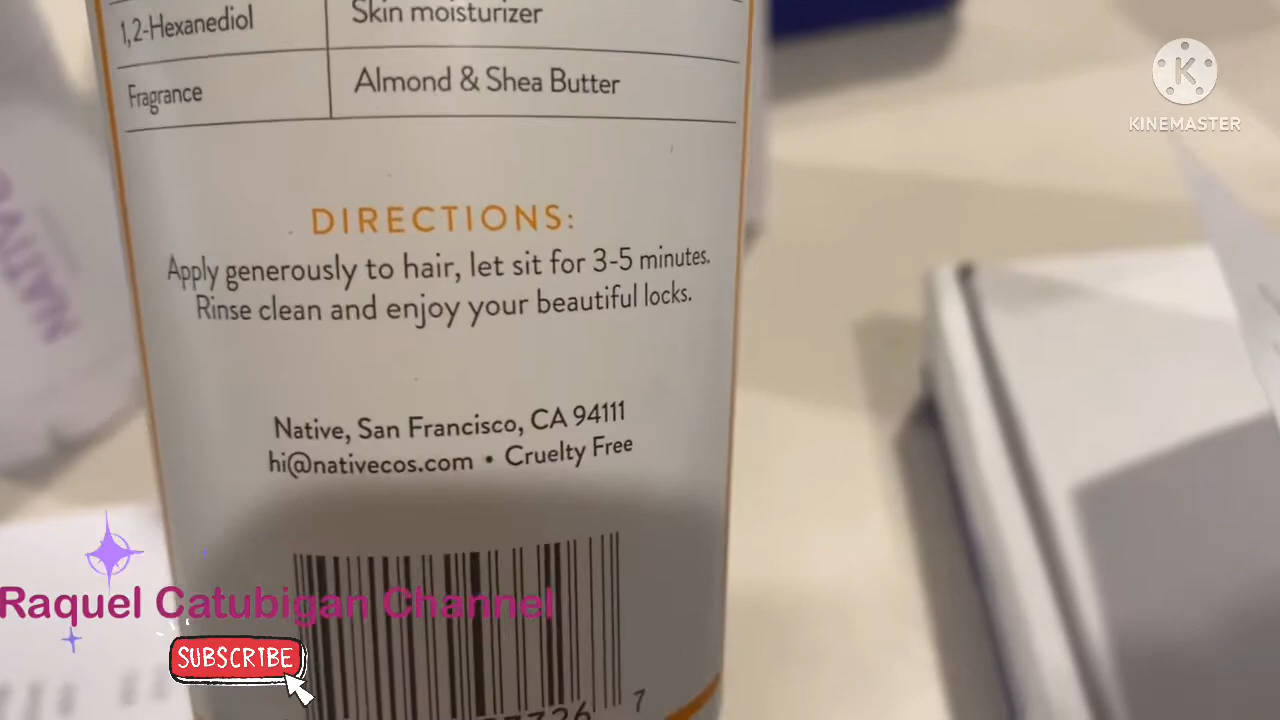 1,2-Hexanediol Skin moisturizer
Fragrance Almond & Shea Butter
KINEMASTER
NATIVE
DIRECTIONS:
Apply generously to hair, let sit for 3-5 minutes.
Rinse clean and enjoy your beautiful locks.
Native, San Francisco, CA 94111
hi@nativecos.com • Cruelty Free
Raquel Catubigan Channel
SUBSCRIBE
7